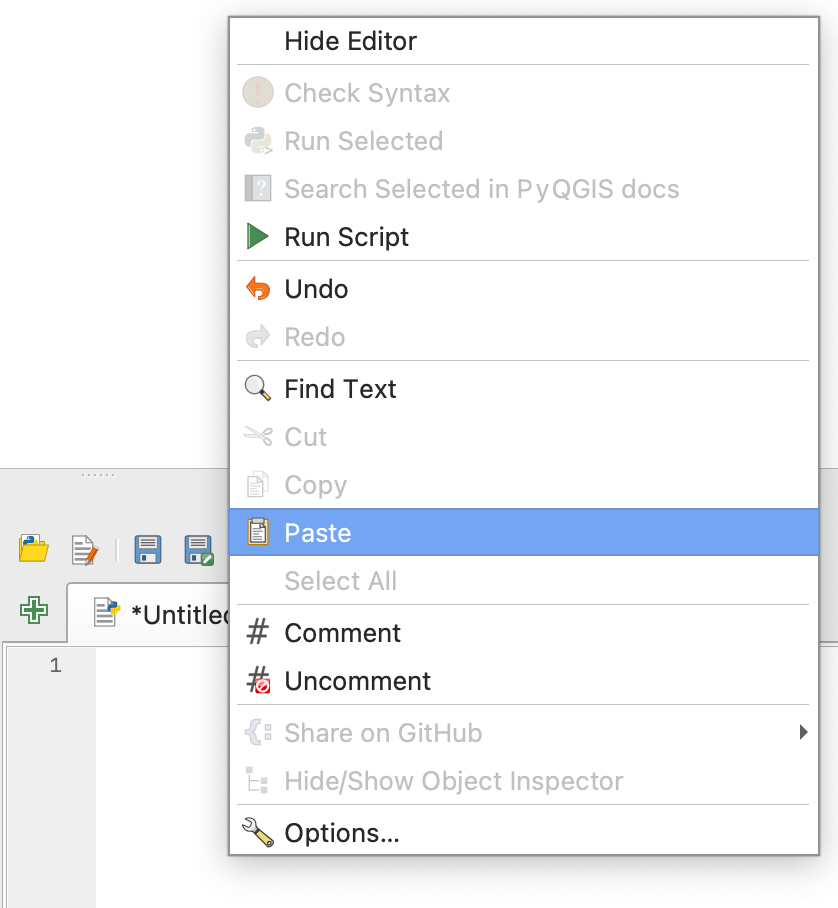 Hide Editor
Check Syntax
Run Selected
Search Selected in PyQGIS docs
Run Script
Undo
Redo
Find Text
Cut
Copy
Paste
Select All
Comment
Uncomment
Share on GitHub
Hide/Show Object Inspector
Options...
*Untitled
1